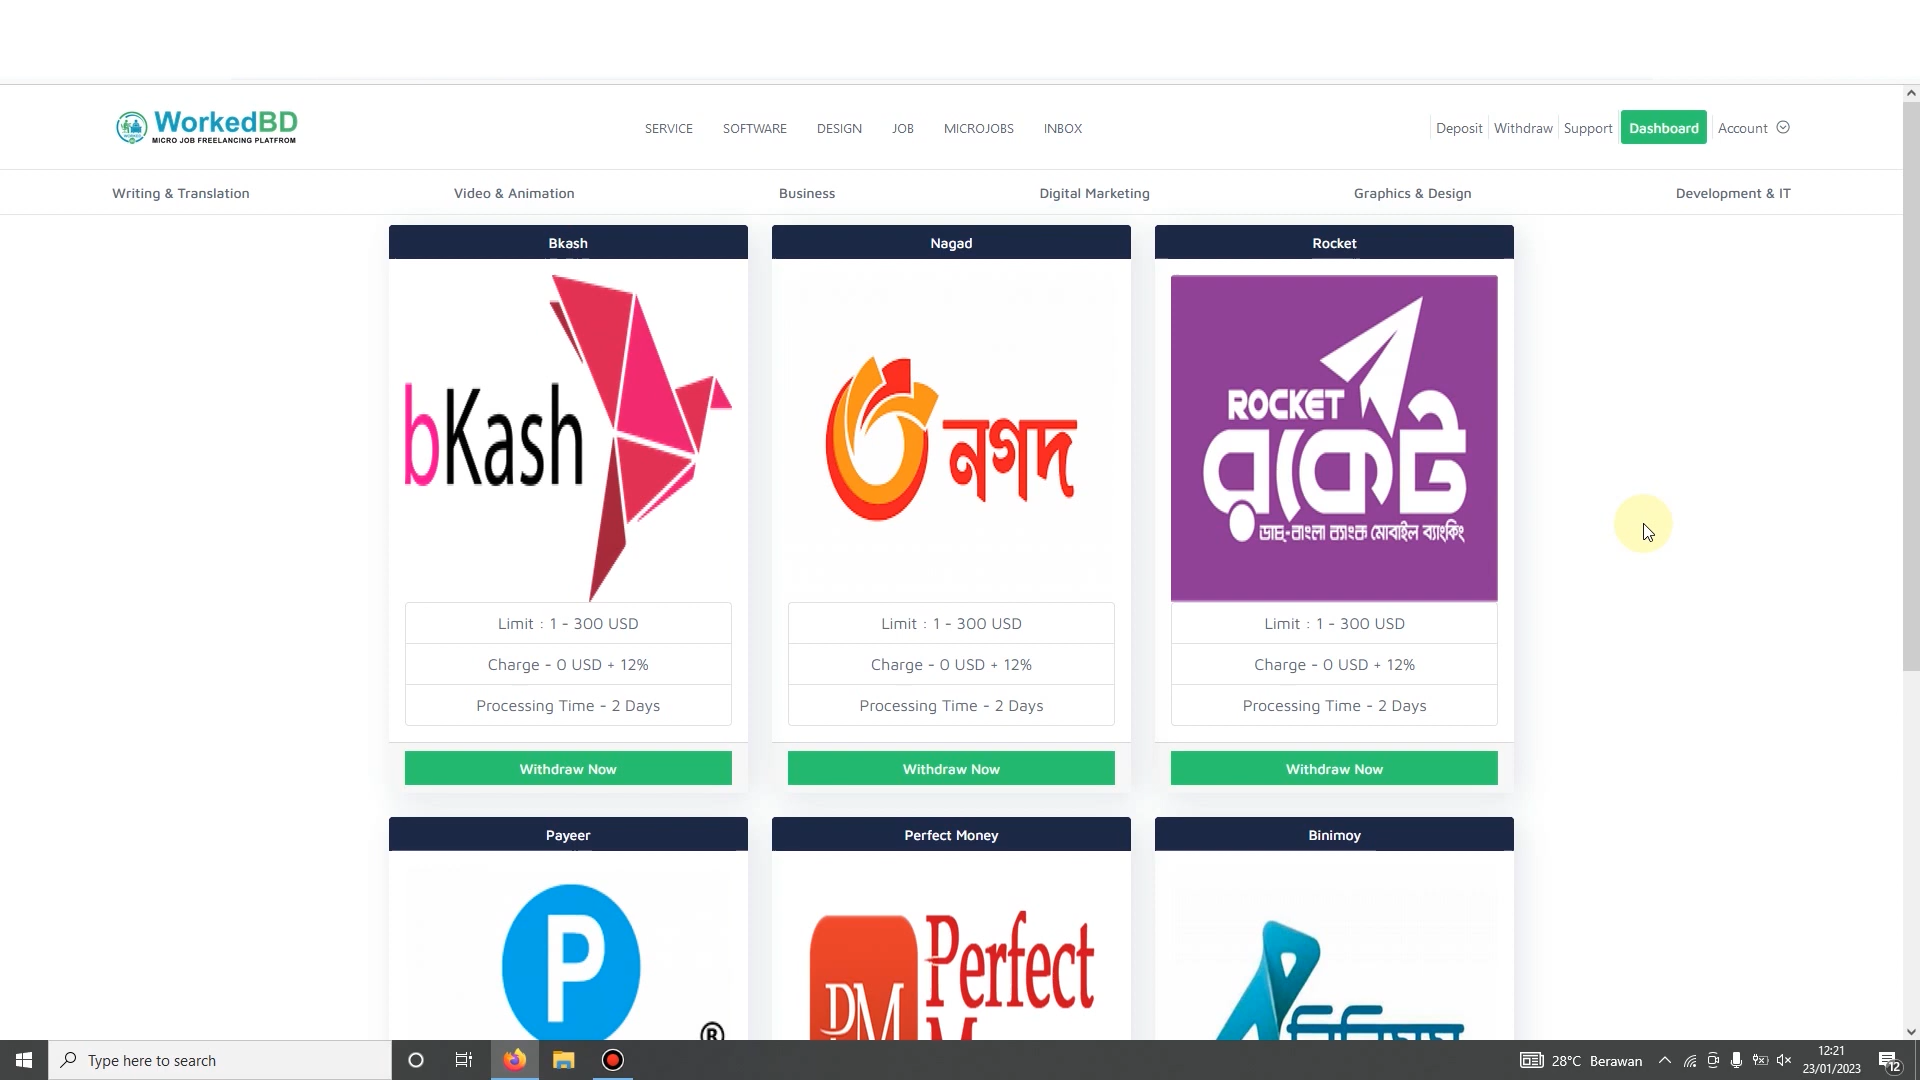 WorkedBD
MICRO JOB FREELANCING PLATFROM
SERVICE SOFTWARE DESIGN JOB MICROJOBS INBOX
Deposit Withdraw Support Dashboard Account
Writing & Translation Video & Animation Business Digital Marketing Graphics & Design Development & IT
Bkash
bKash
Limit : 1 - 300 USD
Charge - 0 USD + 12%
Processing Time - 2 Days
Withdraw Now
Nagad
নগদ
Limit : 1 - 300 USD
Charge - 0 USD + 12%
Processing Time - 2 Days
Withdraw Now
Rocket
ROCKET
রকেট
ডাচ্-বাংলা ব্যাংক মোবাইল ব্যাংকিং
Limit : 1 - 300 USD
Charge - 0 USD + 12%
Processing Time - 2 Days
Withdraw Now
Payeer
P
®
Perfect Money
PM
Perfect
Binimoy
Type here to search
28°C Berawan
12:21
23/01/2023
12